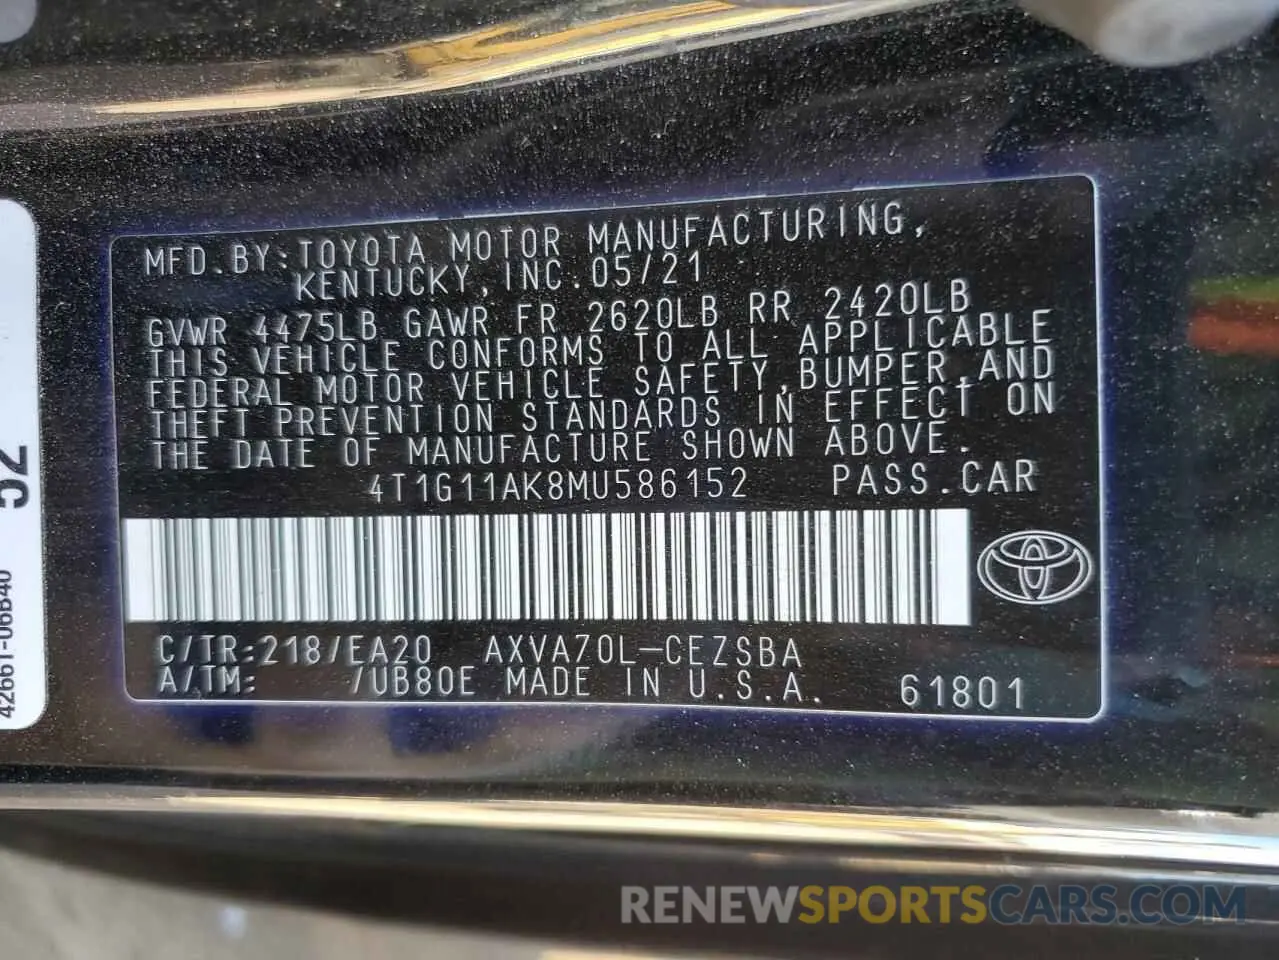 MFD.BY:TOYOTA MOTOR MANUFACTURING,
KENTUCKY,INC.05/21
GVWR 4475LB GAWR FR 2620LB RR 2420LB
THIS VEHICLE CONFORMS TO ALL APPLICABLE
FEDERAL MOTOR VEHICLE SAFETY,BUMPER,AND
THEFT PREVENTION STANDARDS IN EFFECT ON
THE DATE OF MANUFACTURE SHOWN ABOVE.
4T1G11AK8MU586152 PASS.CAR
C/TR:218/EA20 AXVA70L-CEZSBA
A/TM: /UB80E MADE IN U.S.A. 61801
52
42661-06B40
RENEWSPORTSCARS.COM